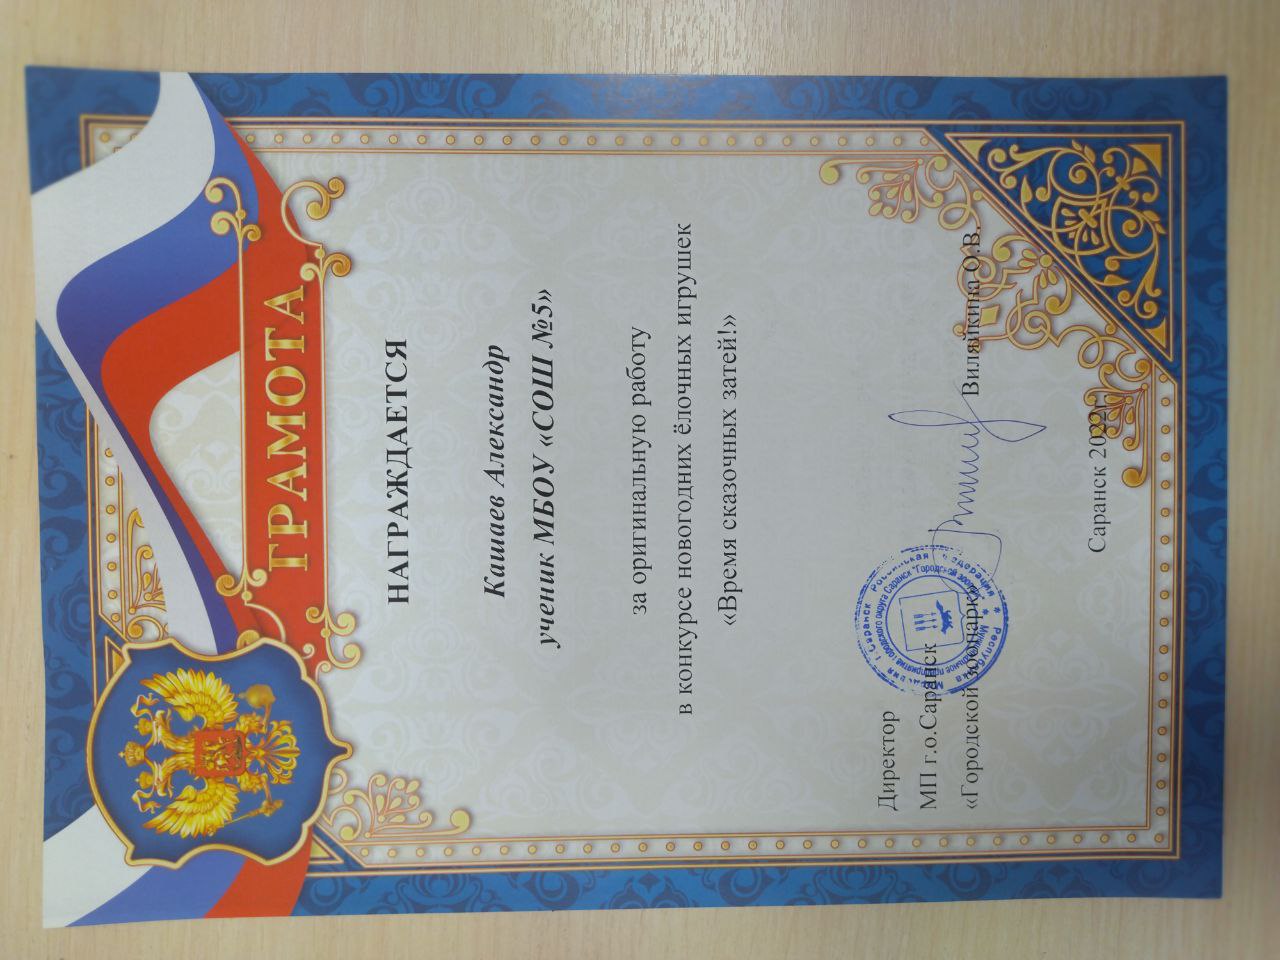 ГРАМОТА
НАГРАЖДАЕТСЯ
Кашаев Александр
ученик МБОУ «СОШ №5»
за оригинальную работу
в конкурсе новогодних ёлочных игрушек
«Время сказочных затей!»
Директор
МП г.о.Саранск
«Городской зоопарк» Виляйкина О.В.
Саранск